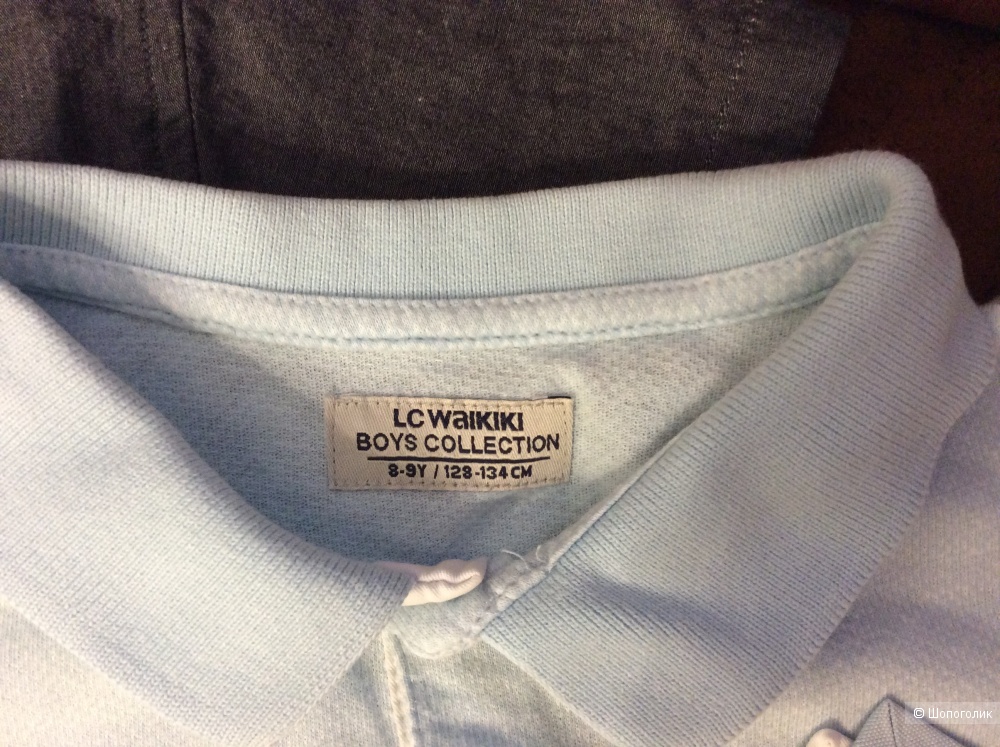 LC WAIKIKI
BOYS COLLECTION
8-9Y / 128-134 CM
© Шопоголик